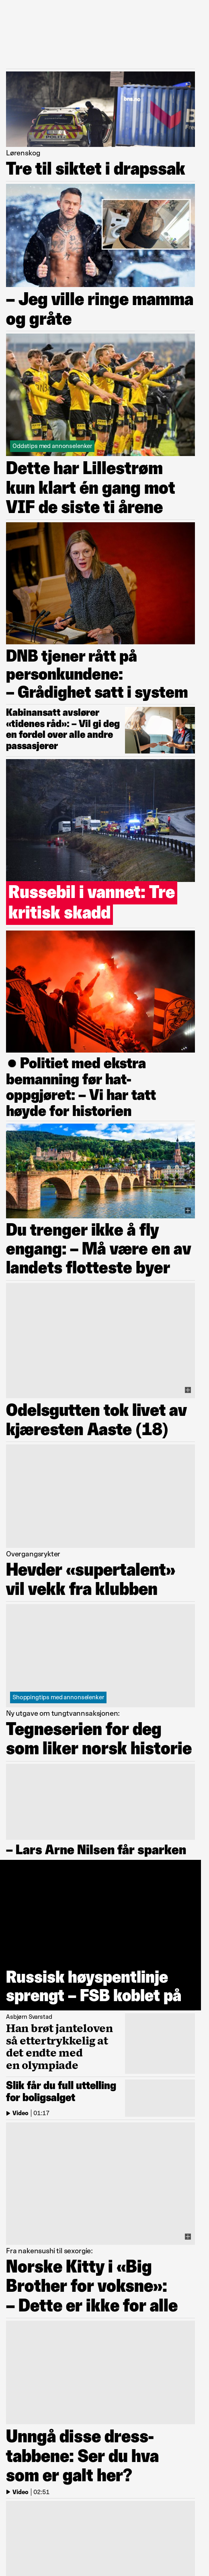 Lørenskog
Tre til siktet i drapssak
– Jeg ville ringe mamma
og gråte
Oddstips med annonselenker
Dette har Lillestrøm
kun klart én gang mot
VIF de siste ti årene
DNB tjener rått på
personkundene:
– Grådighet satt i system
Kabinansatt avslører
«tidenes råd»: – Vil gi deg
en fordel over alle andre
passasjerer
Russebil i vannet: Tre
kritisk skadd
● Politiet med ekstra
bemanning før hat-
oppgjøret: – Vi har tatt
høyde for historien
Du trenger ikke å fly
engang: – Må være en av
landets flotteste byer
Odelsgutten tok livet av
kjæresten Aaste (18)
Overgangsrykter
Hevder «supertalent»
vil vekk fra klubben
Shoppingtips med annonselenker
Ny utgave om tungtvannsaksjonen:
Tegneserien for deg
som liker norsk historie
– Lars Arne Nilsen får sparken
Russisk høyspentlinje
sprengt – FSB koblet på
Asbjørn Svarstad
Han brøt janteloven
så ettertrykkelig at
det endte med
en olympiade
Slik får du full uttelling
for boligsalget
Video | 01:17
Fra nakensushi til sexorgie:
Norske Kitty i «Big
Brother for voksne»:
– Dette er ikke for alle
Unngå disse dress-
tabbene: Ser du hva
som er galt her?
Video | 02:51